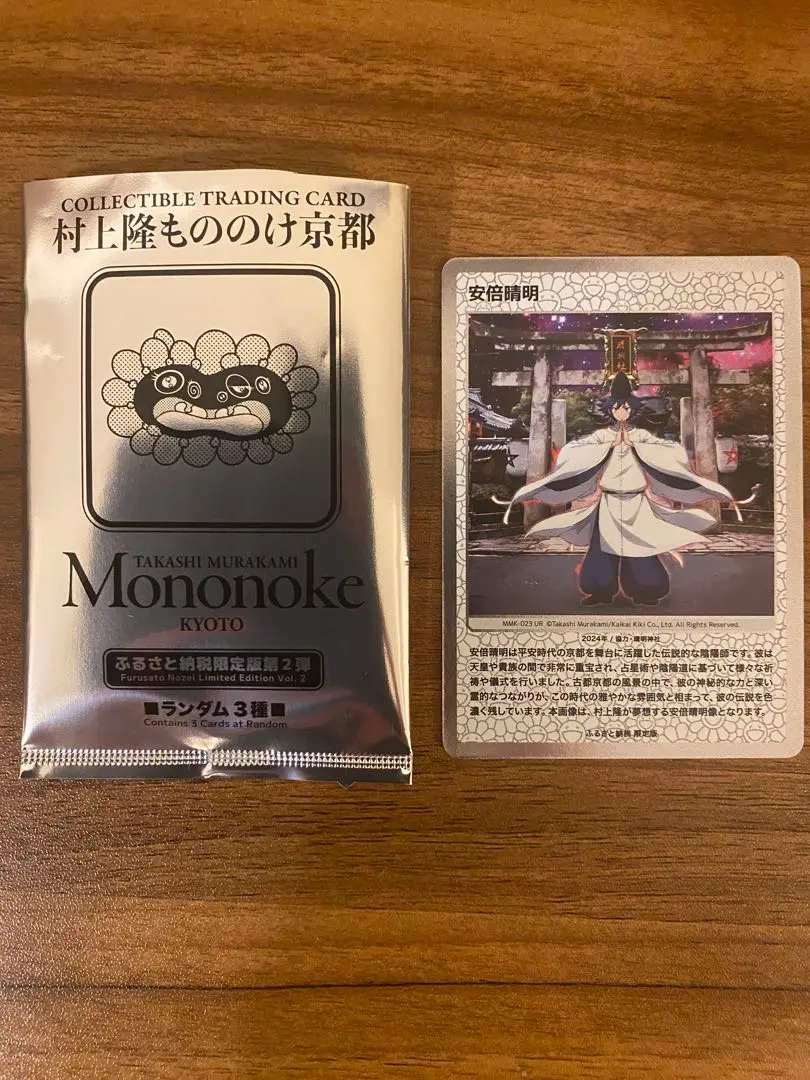 COLLECTIBLE TRADING CARD
村上隆もののけ京都
TAKASHI MURAKAMI
Mononoke
KYOTO
ふるさと納税限定版第2弾
Furusato Nozei Limited Edition Vol. 2
■ランダム3種■
Contains 3 Cards at Random
安倍晴明
MMK-023 UR ©Takashi Murakami/Kaikai Kiki Co., Ltd. All Rights Reserved.
2024年 / 協力・晴明神社
安倍晴明は平安時代の京都を舞台に活躍した伝説的な陰陽師です。彼は
天皇や貴族の間で非常に重宝され、占星術や陰陽道に基づいて様々な祈
祷や儀式を行いました。古都京都の風景の中で、彼の神秘的な力と深い
霊的なつながりが、この時代の雅やかな雰囲気と相まって、彼の伝説を色
濃く残しています。本画像は、村上隆が夢想する安倍晴明像となります。
ふるさと納税 限定版